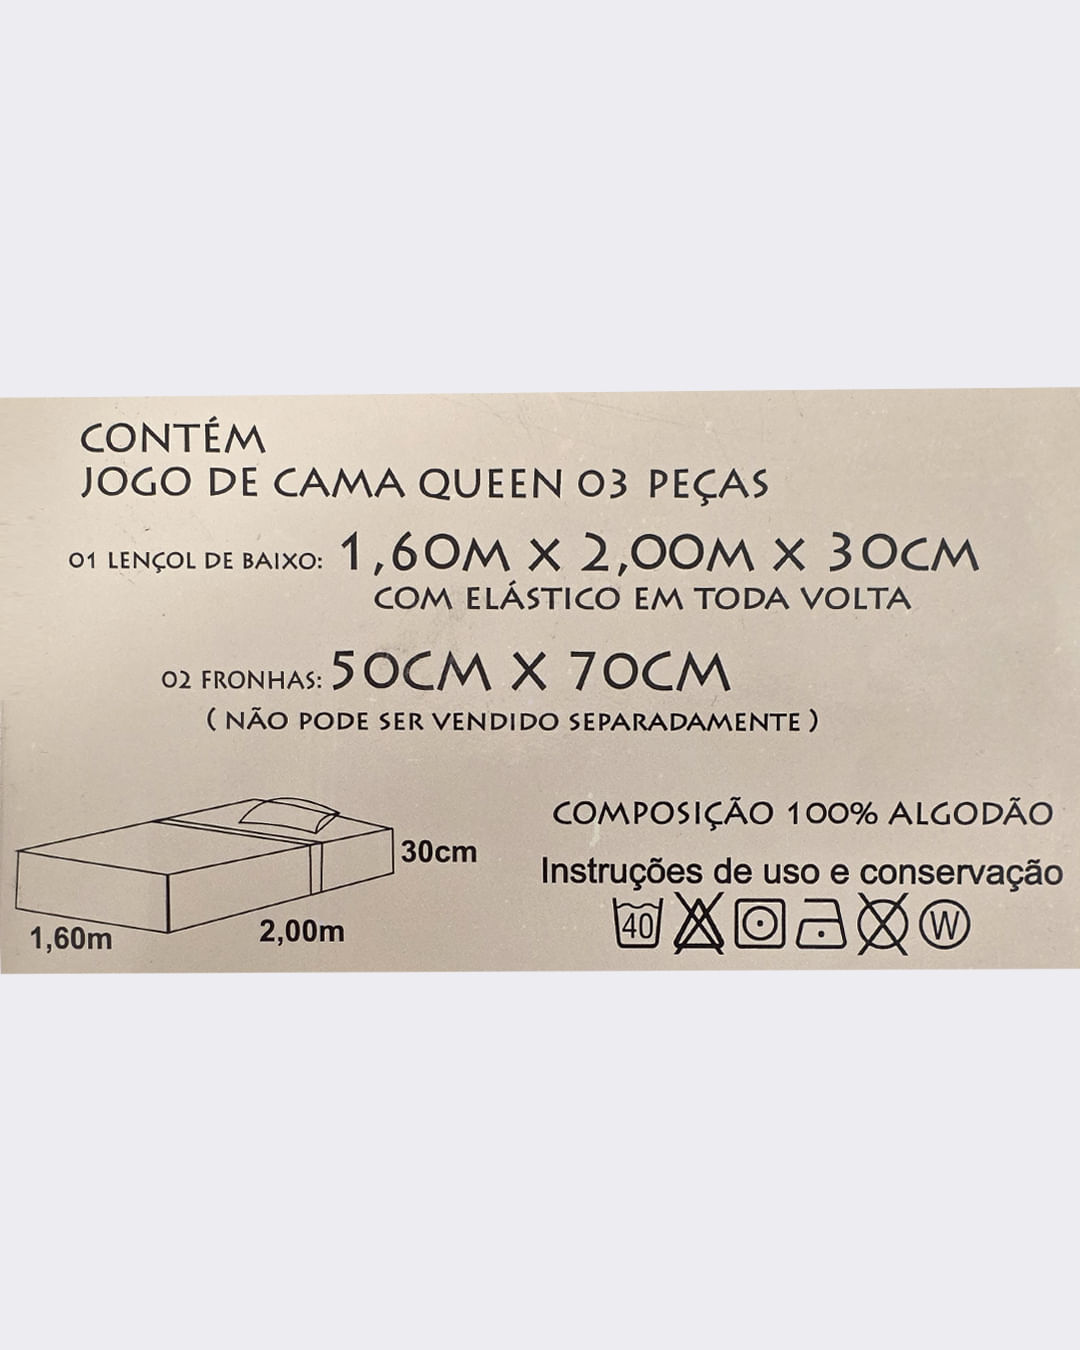 CONTÉM
JOGO DE CAMA QUEEN 03 PEÇAS
01 LENÇOL DE BAIXO: 1,60M X 2,00M X 30CM
COM ELÁSTICO EM TODA VOLTA
02 FRONHAS: 50CM X 70CM
( NÃO PODE SER VENDIDO SEPARADAMENTE )
COMPOSIÇÃO 100% ALGODÃO
30cm
Instruções de uso e conservação
1,60m
2,00m
40 W